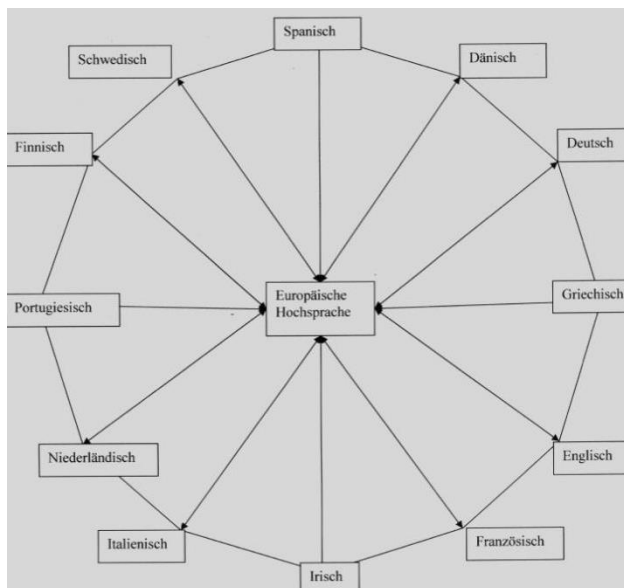 Spanisch
Schwedisch
Dänisch
Finnisch
Deutsch
Europäische
Hochsprache
Portugiesisch
Griechisch
Niederländisch
Englisch
Italienisch
Französisch
Irisch